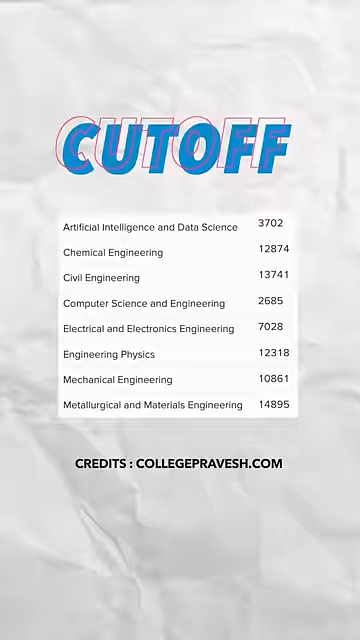 CUTOFF
Artificial Intelligence and Data Science 3702
Chemical Engineering 12874
Civil Engineering 13741
Computer Science and Engineering 2685
Electrical and Electronics Engineering 7028
Engineering Physics 12318
Mechanical Engineering 10861
Metallurgical and Materials Engineering 14895
CREDITS : COLLEGEPRAVESH.COM